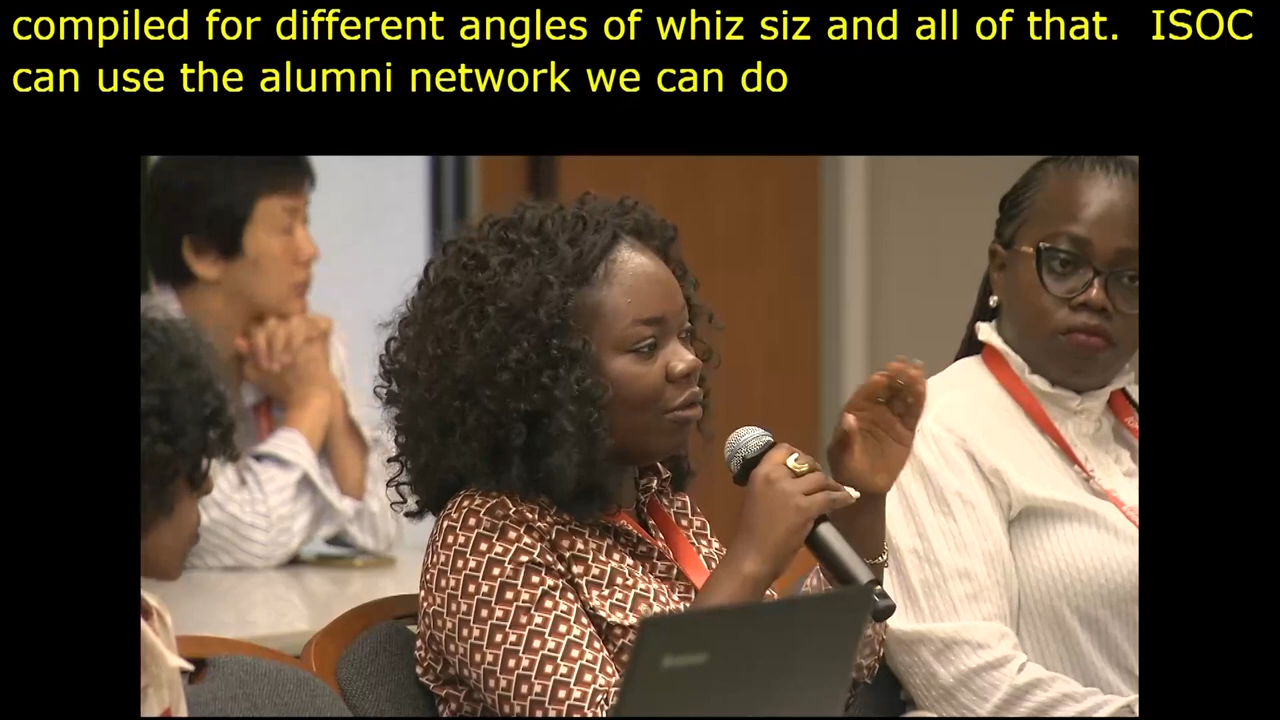 compiled for different angles of whiz siz and all of that.  ISOC
can use the alumni network we can do